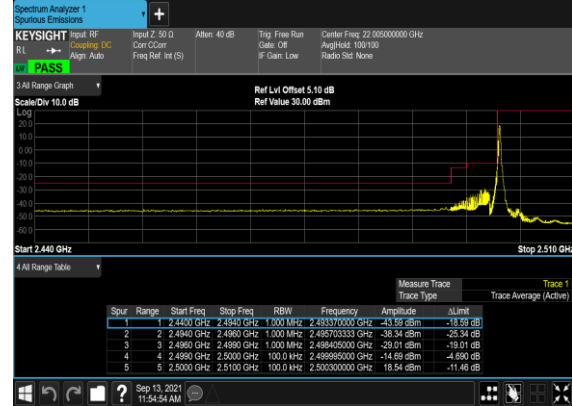 Spectrum Analyzer 1
Spurious Emissions
+
KEYSIGHT Input: RF Input Z: 50 Ω Atten: 40 dB Trig: Free Run Center Freq: 22.005000000 GHz
RL Coupling: DC Corr CCorr Gate: Off Avg|Hold: 100/100
Align: Auto Freq Ref: Int (S) IF Gain: Low Radio Std: None
PASS
3 All Range Graph
Scale/Div 10.0 dB Ref Lvl Offset 5.10 dB
Ref Value 30.00 dBm
Log
20.0
10.0
0.00
-10.0
-20.0
-30.0
-40.0
-50.0
-60.0
Start 2.440 GHz Stop 2.510 GHz
4 All Range Table
Measure Trace Trace 1
Trace Type Trace Average (Active)
Spur Range Start Freq Stop Freq RBW Frequency Amplitude ΔLimit
1 1 2.4400 GHz 2.4940 GHz 1.000 MHz 2.493370000 GHz -43.59 dBm -18.59 dB
2 2 2.4940 GHz 2.4960 GHz 1.000 MHz 2.495703333 GHz -38.34 dBm -25.34 dB
3 3 2.4960 GHz 2.4990 GHz 1.000 MHz 2.498405000 GHz -29.01 dBm -19.01 dB
4 4 2.4990 GHz 2.5000 GHz 100.0 kHz 2.499995000 GHz -14.69 dBm -4.690 dB
5 5 2.5000 GHz 2.5100 GHz 100.0 kHz 2.500300000 GHz 18.54 dBm -11.46 dB
? Sep 13, 2021
11:54:54 AM